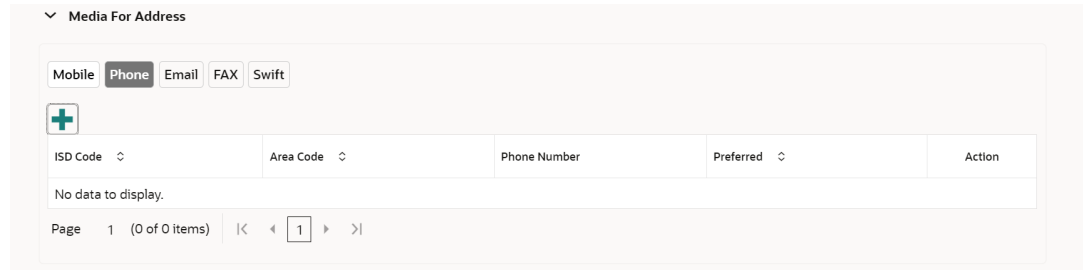 Media For Address
Mobile Phone Email FAX Swift
ISD Code Area Code Phone Number Preferred Action
No data to display.
Page 1 (0 of 0 items) 1